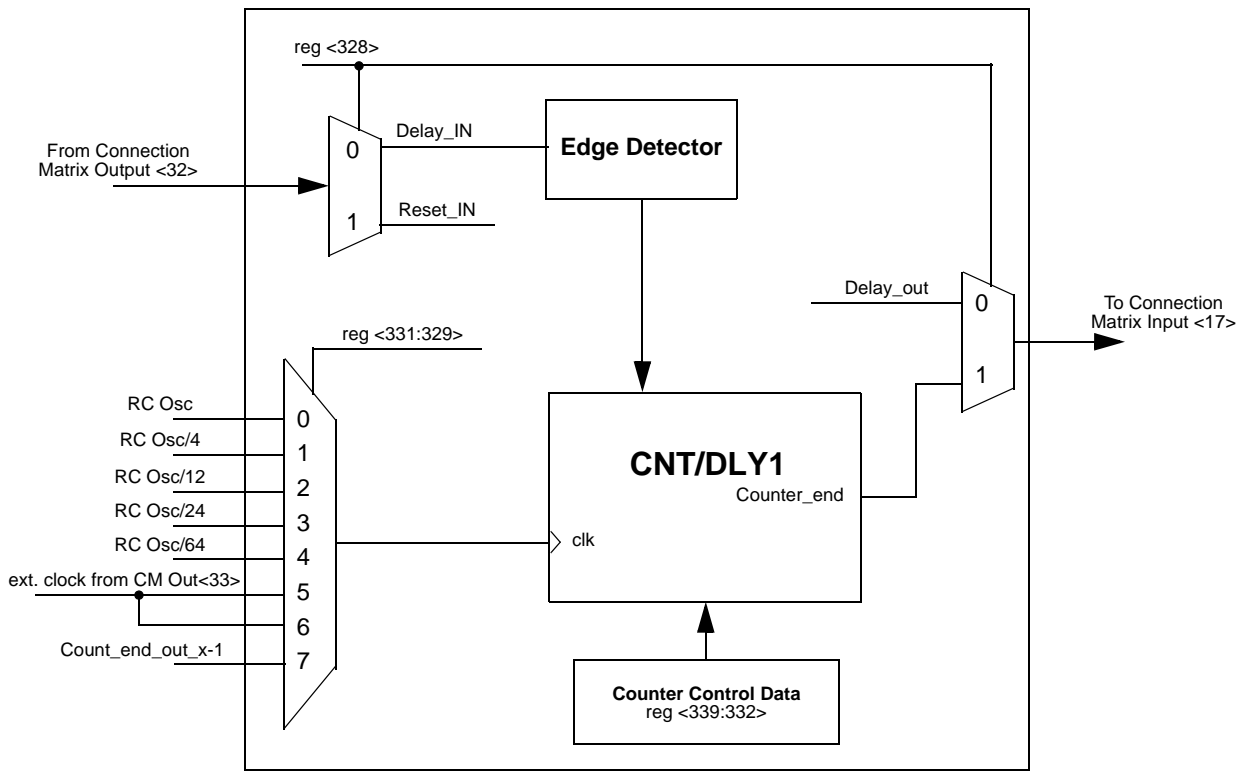 reg <328>
From Connection
Matrix Output <32>
0
Delay_IN
1
Reset_IN
Edge Detector
Delay_out
0
1
To Connection
Matrix Input <17>
reg <331:329>
RC Osc
0
RC Osc/4
1
RC Osc/12
2
RC Osc/24
3
RC Osc/64
4
ext. clock from CM Out<33>
5
6
Count_end_out_x-1
7
CNT/DLY1
Counter_end
clk
Counter Control Data
reg <339:332>